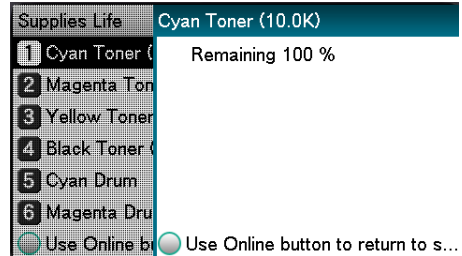 Supplies Life
1 Cyan Toner (
2 Magenta Ton
3 Yellow Toner
4 Black Toner (
5 Cyan Drum
6 Magenta Dru
Use Online b
Cyan Toner (10.0K)
Remaining 100 %
Use Online button to return to s...